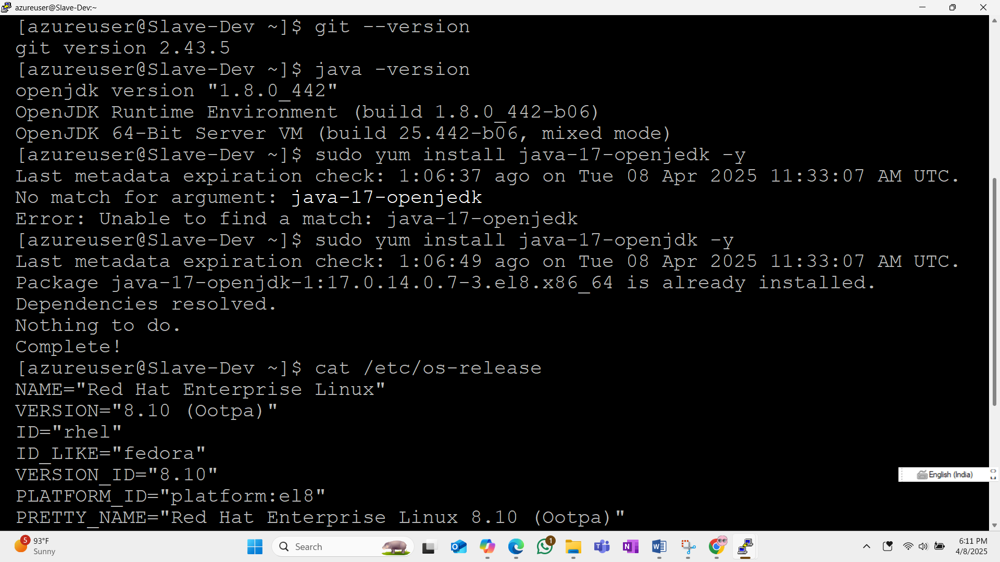 azureuser@Slave-Dev:~
[azureuser@Slave-Dev ~]$ git --version
git version 2.43.5
[azureuser@Slave-Dev ~]$ java -version
openjdk version "1.8.0_442"
OpenJDK Runtime Environment (build 1.8.0_442-b06)
OpenJDK 64-Bit Server VM (build 25.442-b06, mixed mode)
[azureuser@Slave-Dev ~]$ sudo yum install java-17-openjedk -y
Last metadata expiration check: 1:06:37 ago on Tue 08 Apr 2025 11:33:07 AM UTC.
No match for argument: java-17-openjedk
Error: Unable to find a match: java-17-openjedk
[azureuser@Slave-Dev ~]$ sudo yum install java-17-openjdk -y
Last metadata expiration check: 1:06:49 ago on Tue 08 Apr 2025 11:33:07 AM UTC.
Package java-17-openjdk-1:17.0.14.0.7-3.el8.x86_64 is already installed.
Dependencies resolved.
Nothing to do.
Complete!
[azureuser@Slave-Dev ~]$ cat /etc/os-release
NAME="Red Hat Enterprise Linux"
VERSION="8.10 (Ootpa)"
ID="rhel"
ID_LIKE="fedora"
VERSION_ID="8.10"
English (India)
PLATFORM_ID="platform:el8"
PRETTY_NAME="Red Hat Enterprise Linux 8.10 (Ootpa)"
5
93°F
Sunny
Search
1
6:11 PM
4/8/2025